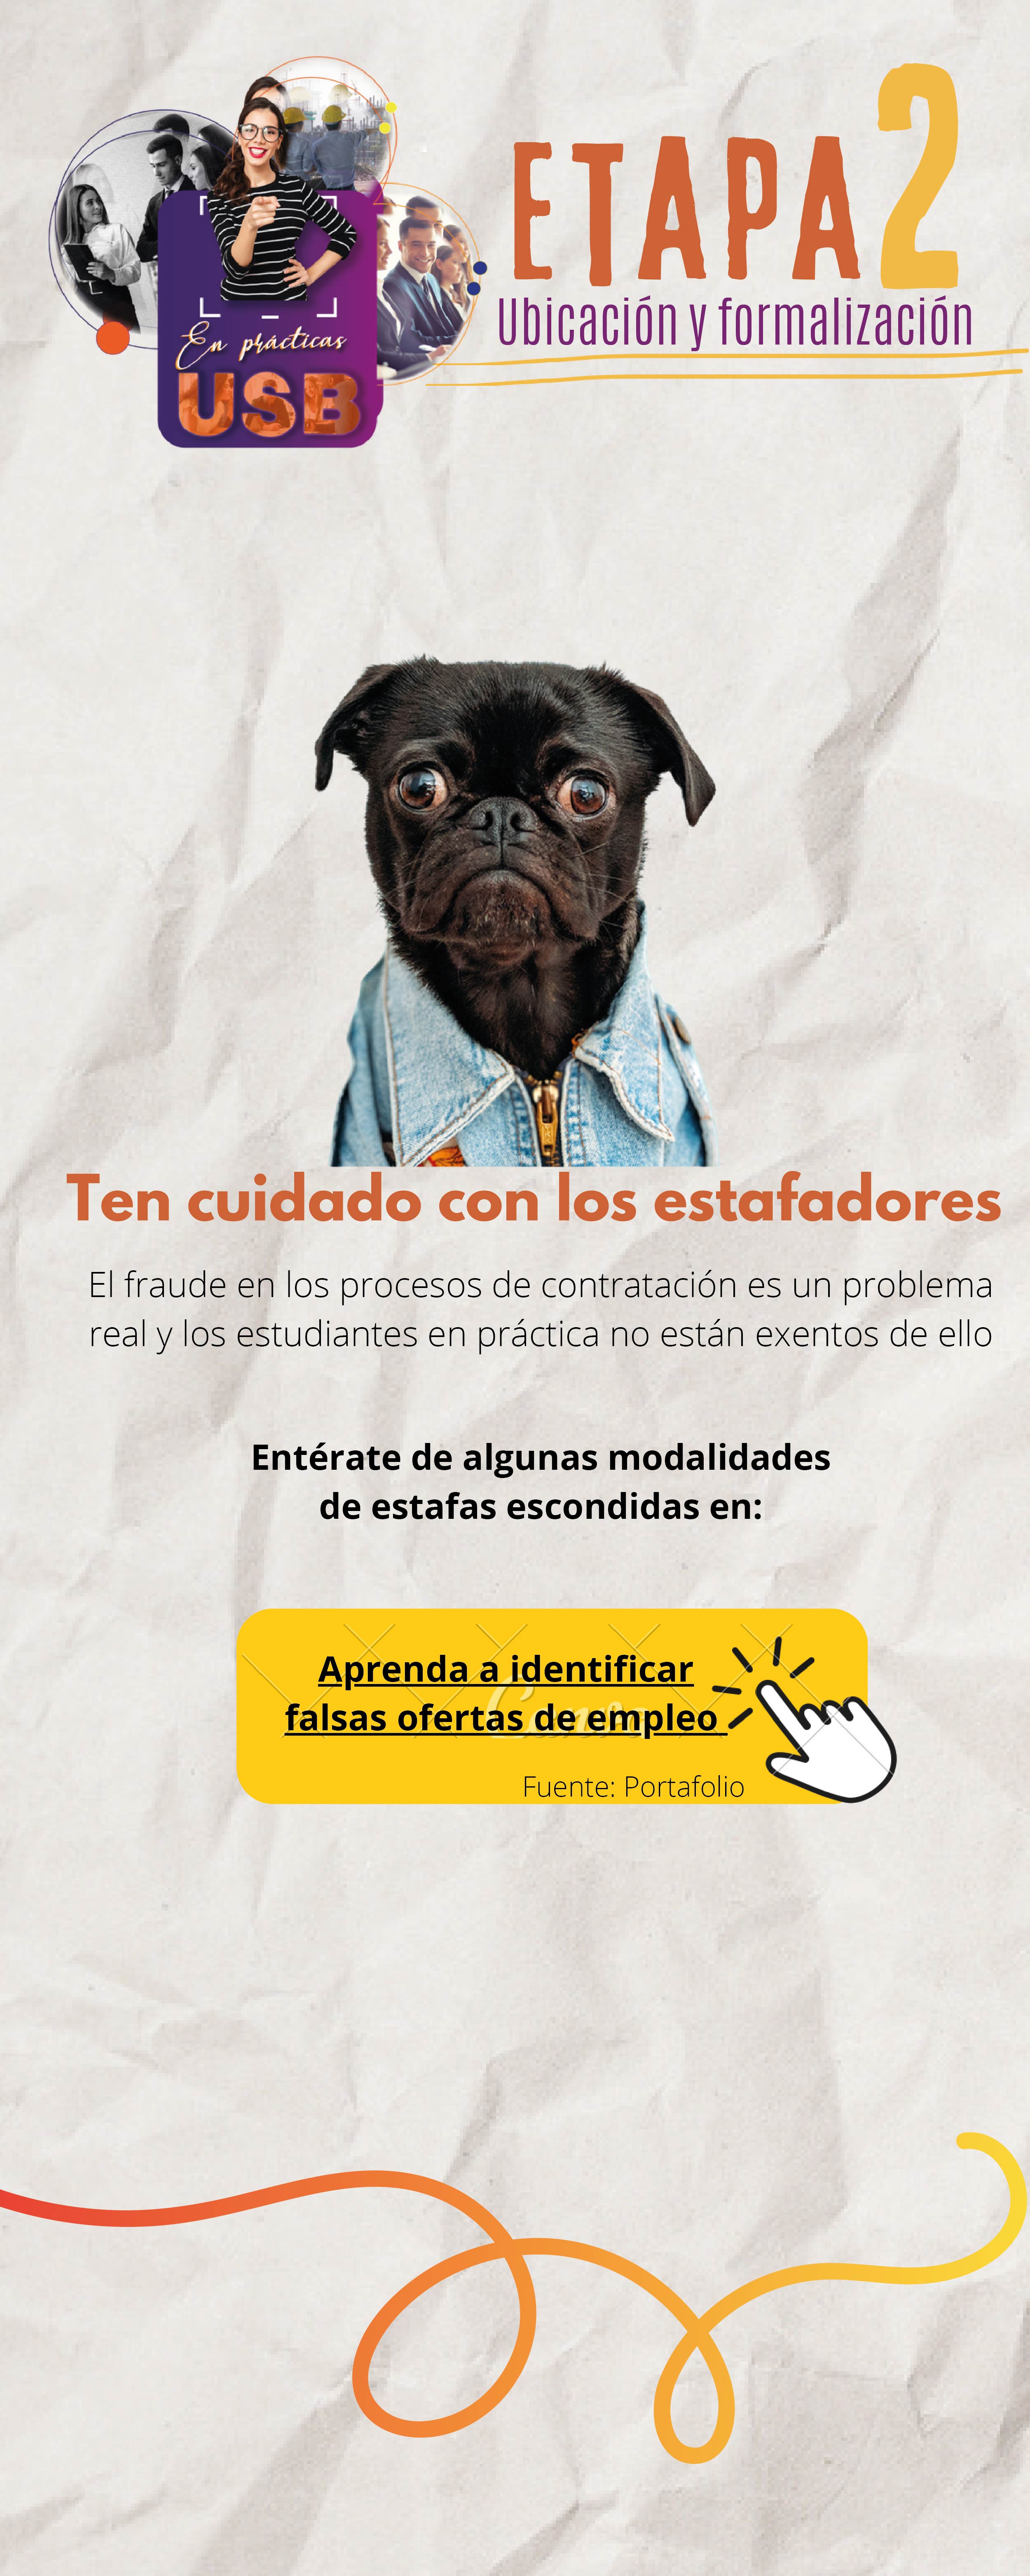 ETAPA 2
Ubicación y formalización
En prácticas
USB
Ten cuidado con los estafadores
El fraude en los procesos de contratación es un problema
real y los estudiantes en práctica no están exentos de ello
Entérate de algunas modalidades
de estafas escondidas en:
Aprenda a identificar
falsas ofertas de empleo
Canva
Fuente: Portafolio